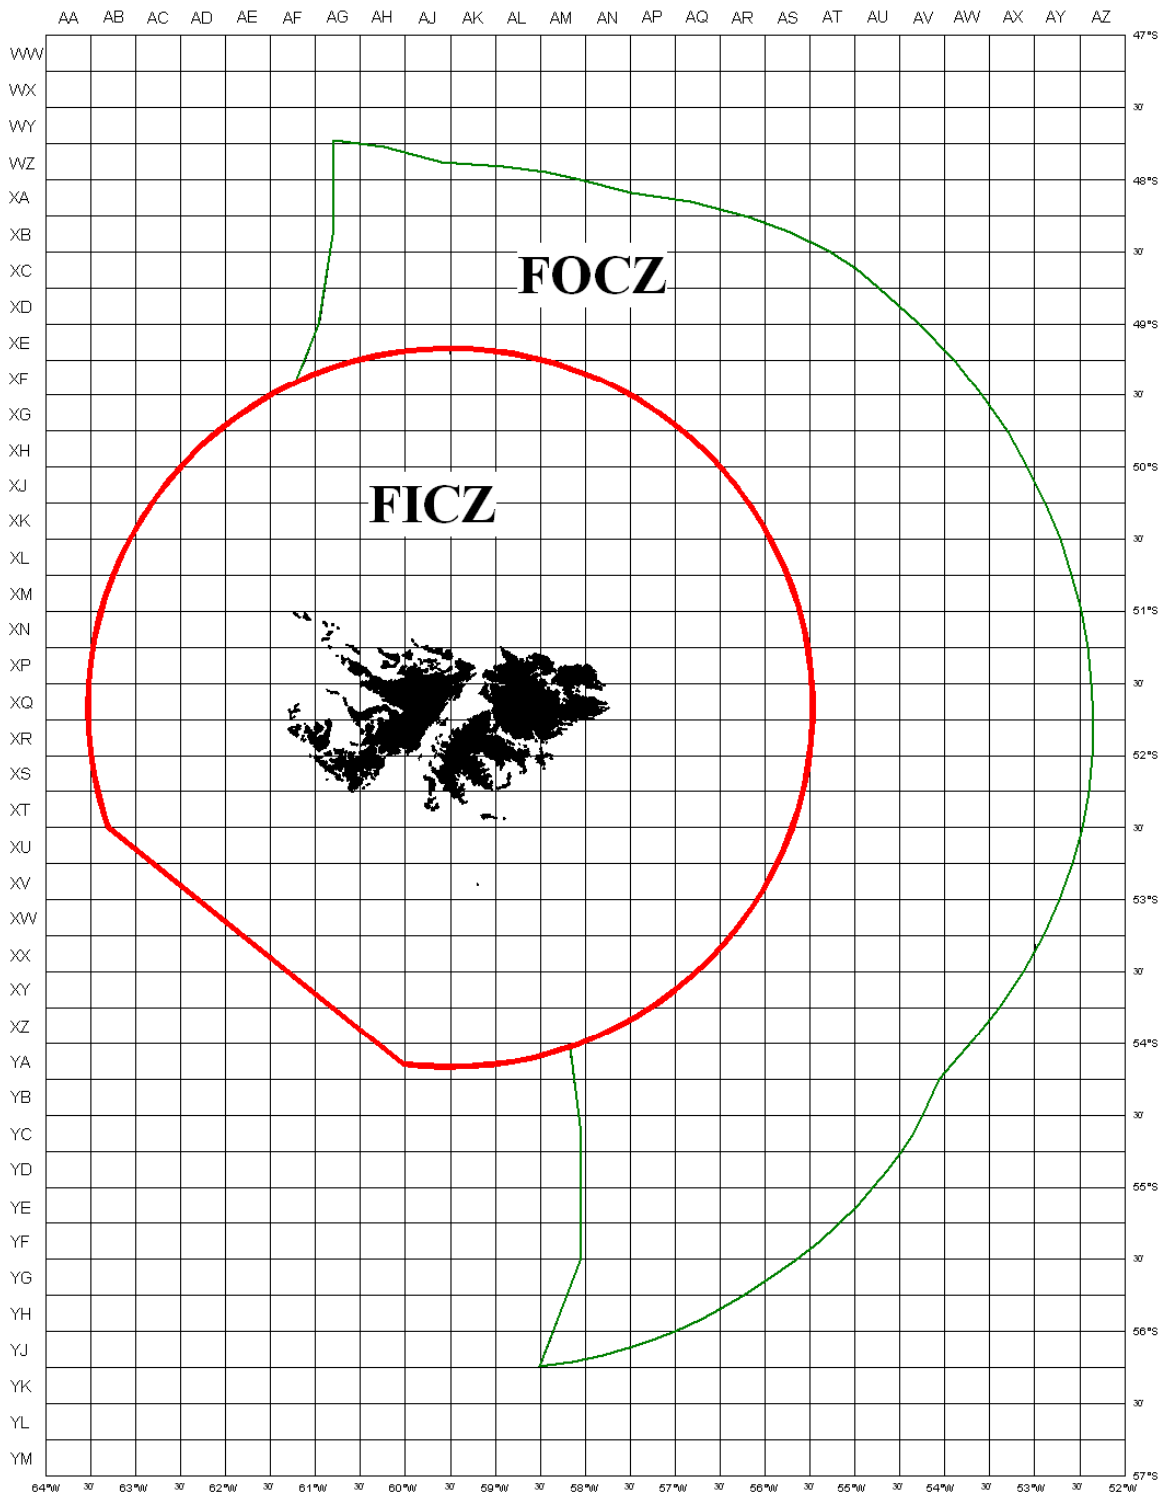 AA AB AC AD AE AF AG AH AJ AK AL AM AN AP AQ AR AS AT AU AV AW AX AY AZ
47°S
WW
WX
30'
WY
WZ
48°S
XA
XB
30'
XC
FOCZ
XD
49°S
XE
XF
30'
XG
XH
50°S
XJ
FICZ
XK
30'
XL
XM
51°S
XN
XP
30'
XQ
XR
52°S
XS
XT
30'
XU
XV
53°S
XW
XX
30'
XY
XZ
54°S
YA
YB
30'
YC
YD
55°S
YE
YF
30'
YG
YH
56°S
YJ
YK
30'
YL
YM
57°S
64°W 30' 63°W 30' 62°W 30' 61°W 30' 60°W 30' 59°W 30' 58°W 30' 57°W 30' 56°W 30' 55°W 30' 54°W 30' 53°W 30' 52°W